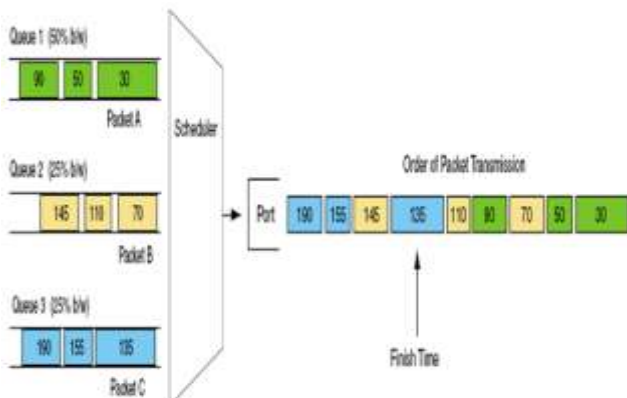 Queue 1 (50% b/w)
90 50 30
Packet A
Scheduler
Queue 2 (25% b/w)
145 110 70
Packet B
Queue 3 (25% b/w)
190 155 135
Packet C
Port
Order of Packet Transmission
190 155 145 135 110 90 70 50 30
Finish Time